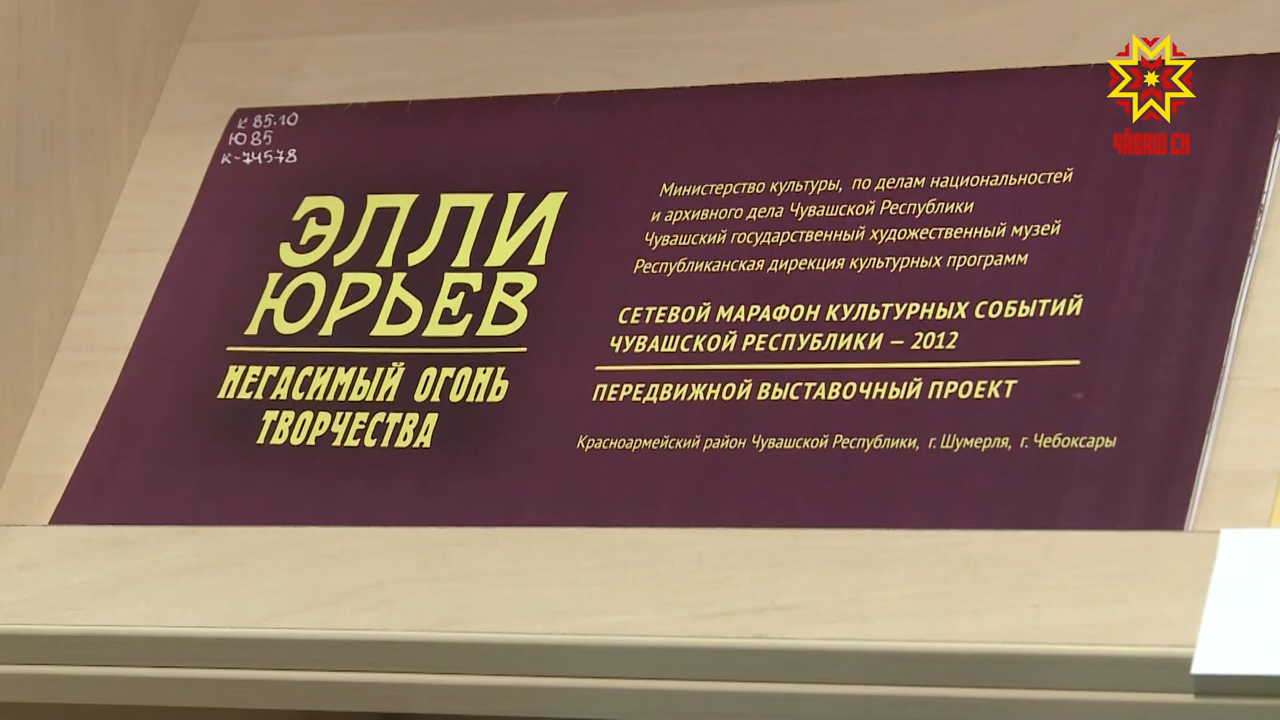 К 85.10
Ю 85
К-74578
ЭЛЛИ
ЮРЬЕВ
НЕГАСИМЫЙ ОГОНЬ
ТВОРЧЕСТВА
Министерство культуры, по делам национальностей
и архивного дела Чувашской Республики
Чувашский государственный художественный музей
Республиканская дирекция культурных программ
СЕТЕВОЙ МАРАФОН КУЛЬТУРНЫХ СОБЫТИЙ
ЧУВАШСКОЙ РЕСПУБЛИКИ – 2012
ПЕРЕДВИЖНОЙ ВЫСТАВОЧНЫЙ ПРОЕКТ
Красноармейский район Чувашской Республики, г. Шумерля, г. Чебоксары
ЧӐВАШ ЕН